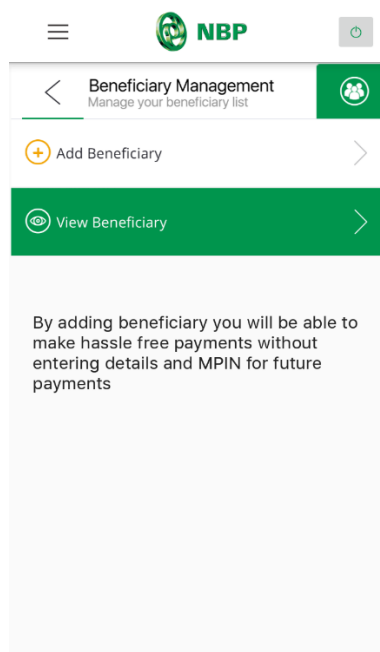 NBP
Beneficiary Management
Manage your beneficiary list
Add Beneficiary
View Beneficiary
By adding beneficiary you will be able to
make hassle free payments without
entering details and MPIN for future
payments